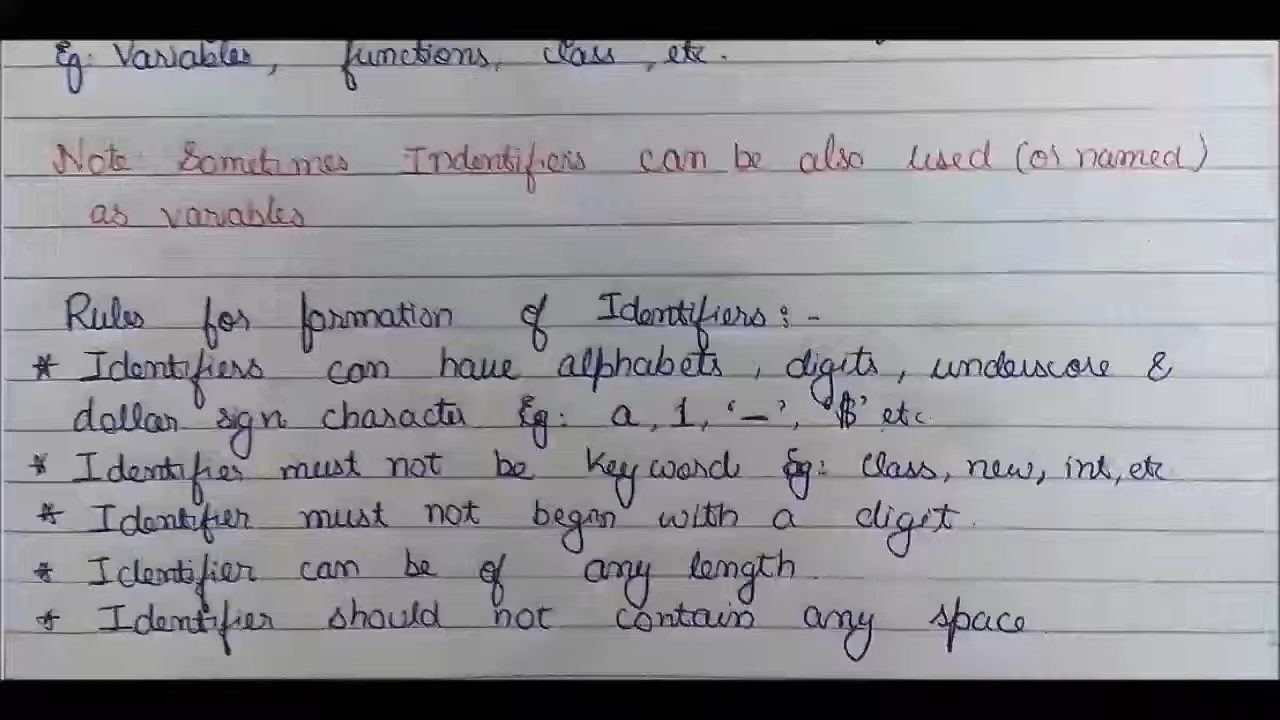 Eg: Variables, functions, class, etc.
Note: Sometimes Indentifiers can be also used (or named)
as variables
Rules for formation of Identifiers :-
* Identifiers can have alphabets, digits, underscore &
dollar sign character Eg: a, 1, '_', '$' etc.
* Identifier must not be keyword Eg: class, new, int, etc
* Identifier must not begin with a digit.
* Identifier can be of any length.
* Identifier should not contain any space